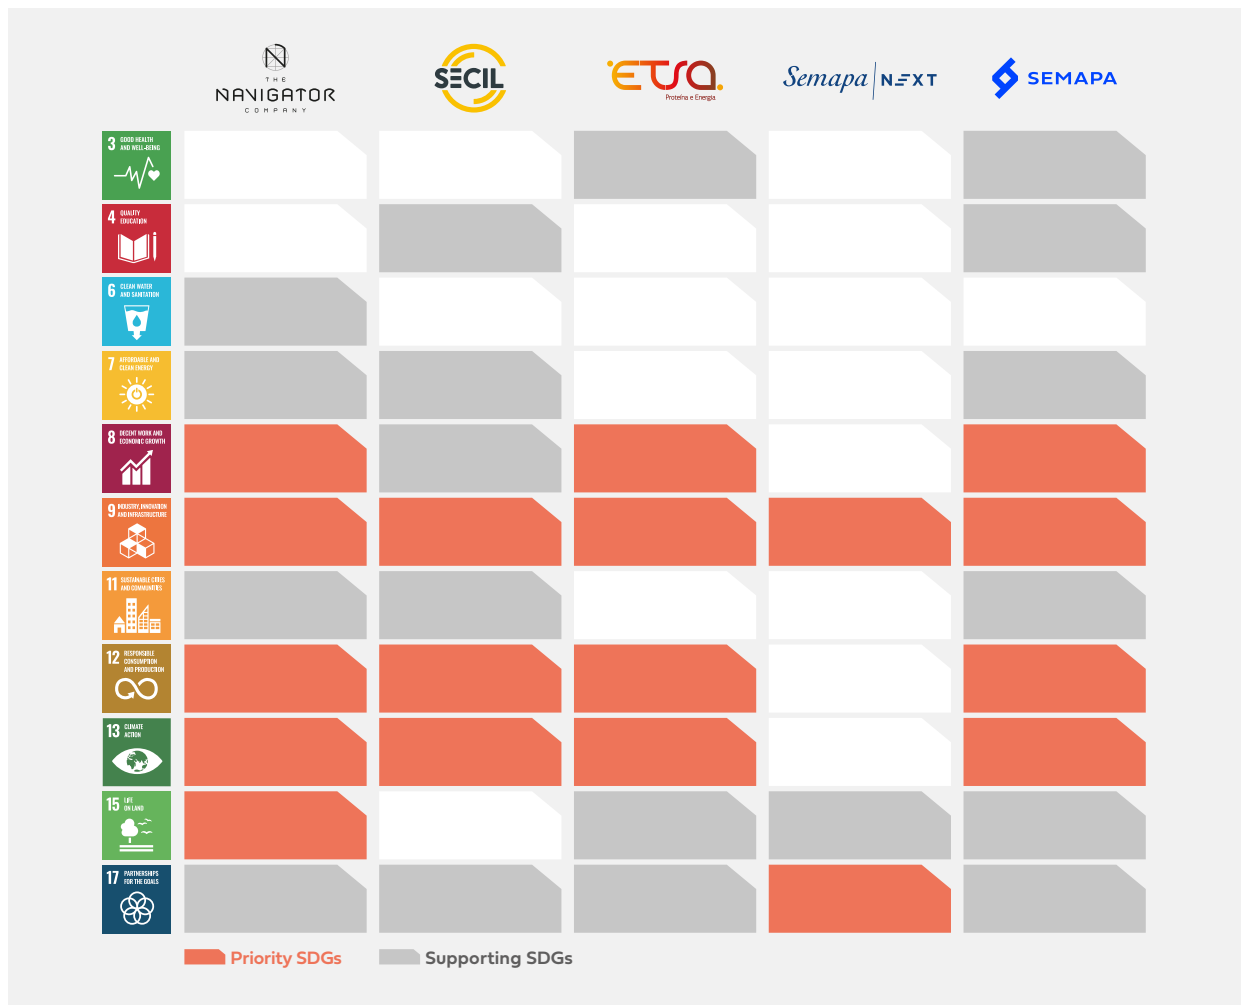 N
THE
NAVIGATOR
COMPANY
SECIL
ETSA
Proteína e Energia
Semapa NEXT
SEMAPA
3 GOOD HEALTH
AND WELL-BEING
4 QUALITY
EDUCATION
6 CLEAN WATER
AND SANITATION
7 AFFORDABLE AND
CLEAN ENERGY
8 DECENT WORK AND
ECONOMIC GROWTH
9 INDUSTRY, INNOVATION
AND INFRASTRUCTURE
11 SUSTAINABLE CITIES
AND COMMUNITIES
12 RESPONSIBLE
CONSUMPTION
AND PRODUCTION
13 CLIMATE
ACTION
15 LIFE
ON LAND
17 PARTNERSHIPS
FOR THE GOALS
Priority SDGs
Supporting SDGs